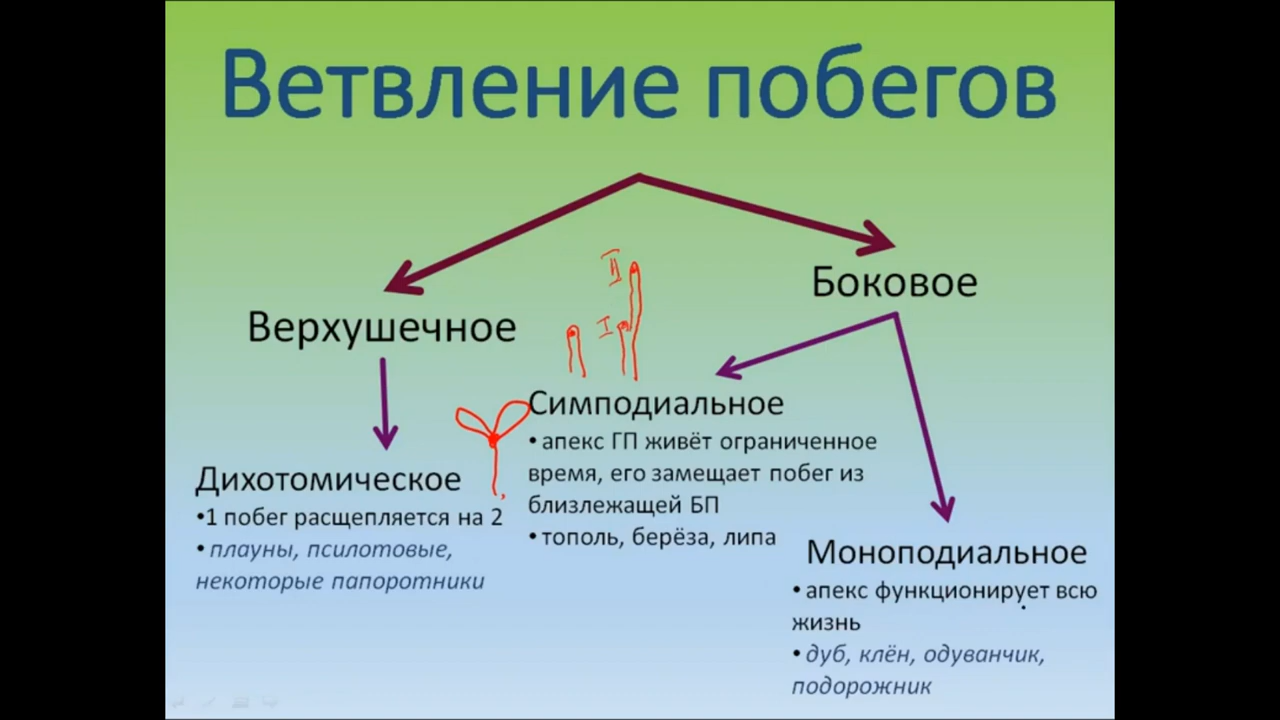 Ветвление побегов
Верхушечное
Дихотомическое
•1 побег расщепляется на 2
• плауны, псилотовые,
некоторые папоротники
II
I
Боковое
Симподиальное
• апекс ГП живёт ограниченное
время, его замещает побег из
близлежащей БП
• тополь, берёза, липа
Моноподиальное
• апекс функционирует всю
жизнь
• дуб, клён, одуванчик,
подорожник